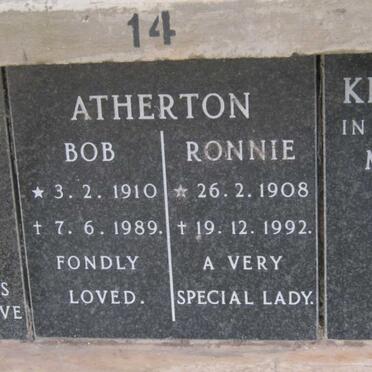 14
ATHERTON
BOB
★ 3. 2. 1910
† 7. 6. 1989.
FONDLY
LOVED.
RONNIE
★ 26. 2. 1908
† 19. 12. 1992.
A VERY
SPECIAL LADY.
IN